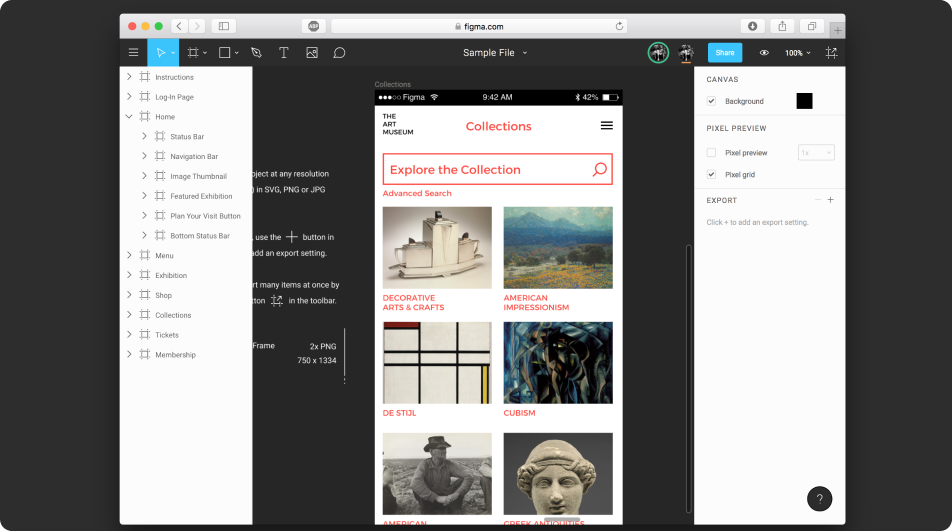 ABP
figma.com
Sample File
Share
100%
Instructions
Log-In Page
Home
Status Bar
Navigation Bar
Image Thumbnail
Featured Exhibition
Plan Your Visit Button
Bottom Status Bar
Menu
Exhibition
Shop
Collections
Tickets
Membership
bject at any resolution
) in SVG, PNG or JPG
, use the button in
add an export setting.
rt many items at once by
tton in the toolbar.
Frame 2x PNG
750 x 1334
Collections
Figma 9:42 AM 42%
THE
ART
MUSEUM
Collections
Explore the Collection
Advanced Search
DECORATIVE
ARTS & CRAFTS
AMERICAN
IMPRESSIONISM
DE STIJL
CUBISM
AMERICAN
GREEK ANTIQUITIES
CANVAS
Background
PIXEL PREVIEW
Pixel preview 1x
Pixel grid
EXPORT
Click + to add an export setting.
?